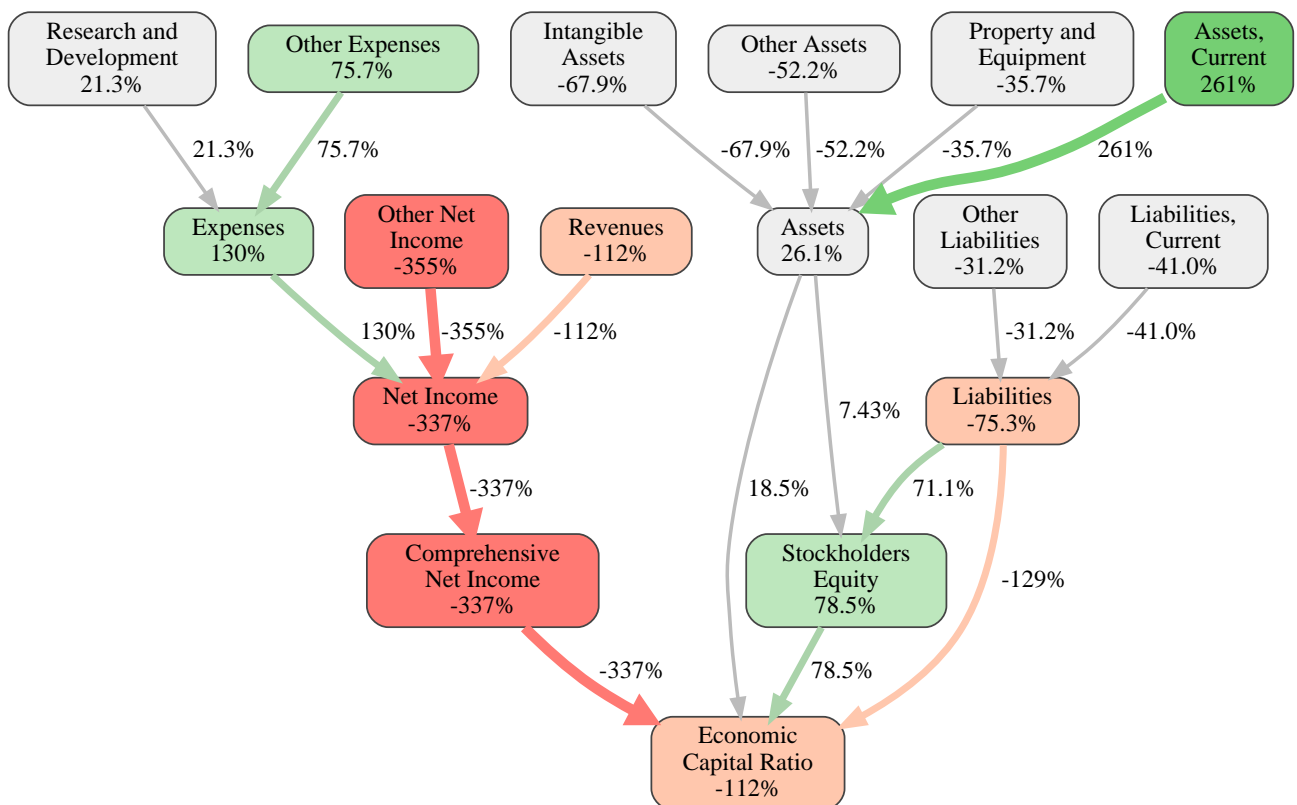 Research and
Development
21.3%
Other Expenses
75.7%
Intangible
Assets
-67.9%
Other Assets
-52.2%
Property and
Equipment
-35.7%
Assets,
Current
261%
21.3%
75.7%
-67.9%
-52.2%
-35.7%
261%
Expenses
130%
Other Net
Income
-355%
Revenues
-112%
Assets
26.1%
Other
Liabilities
-31.2%
Liabilities,
Current
-41.0%
130%
-355%
-112%
-31.2%
-41.0%
Net Income
-337%
7.43%
Liabilities
-75.3%
-337%
18.5%
71.1%
Comprehensive
Net Income
-337%
Stockholders
Equity
78.5%
-129%
-337%
78.5%
Economic
Capital Ratio
-112%